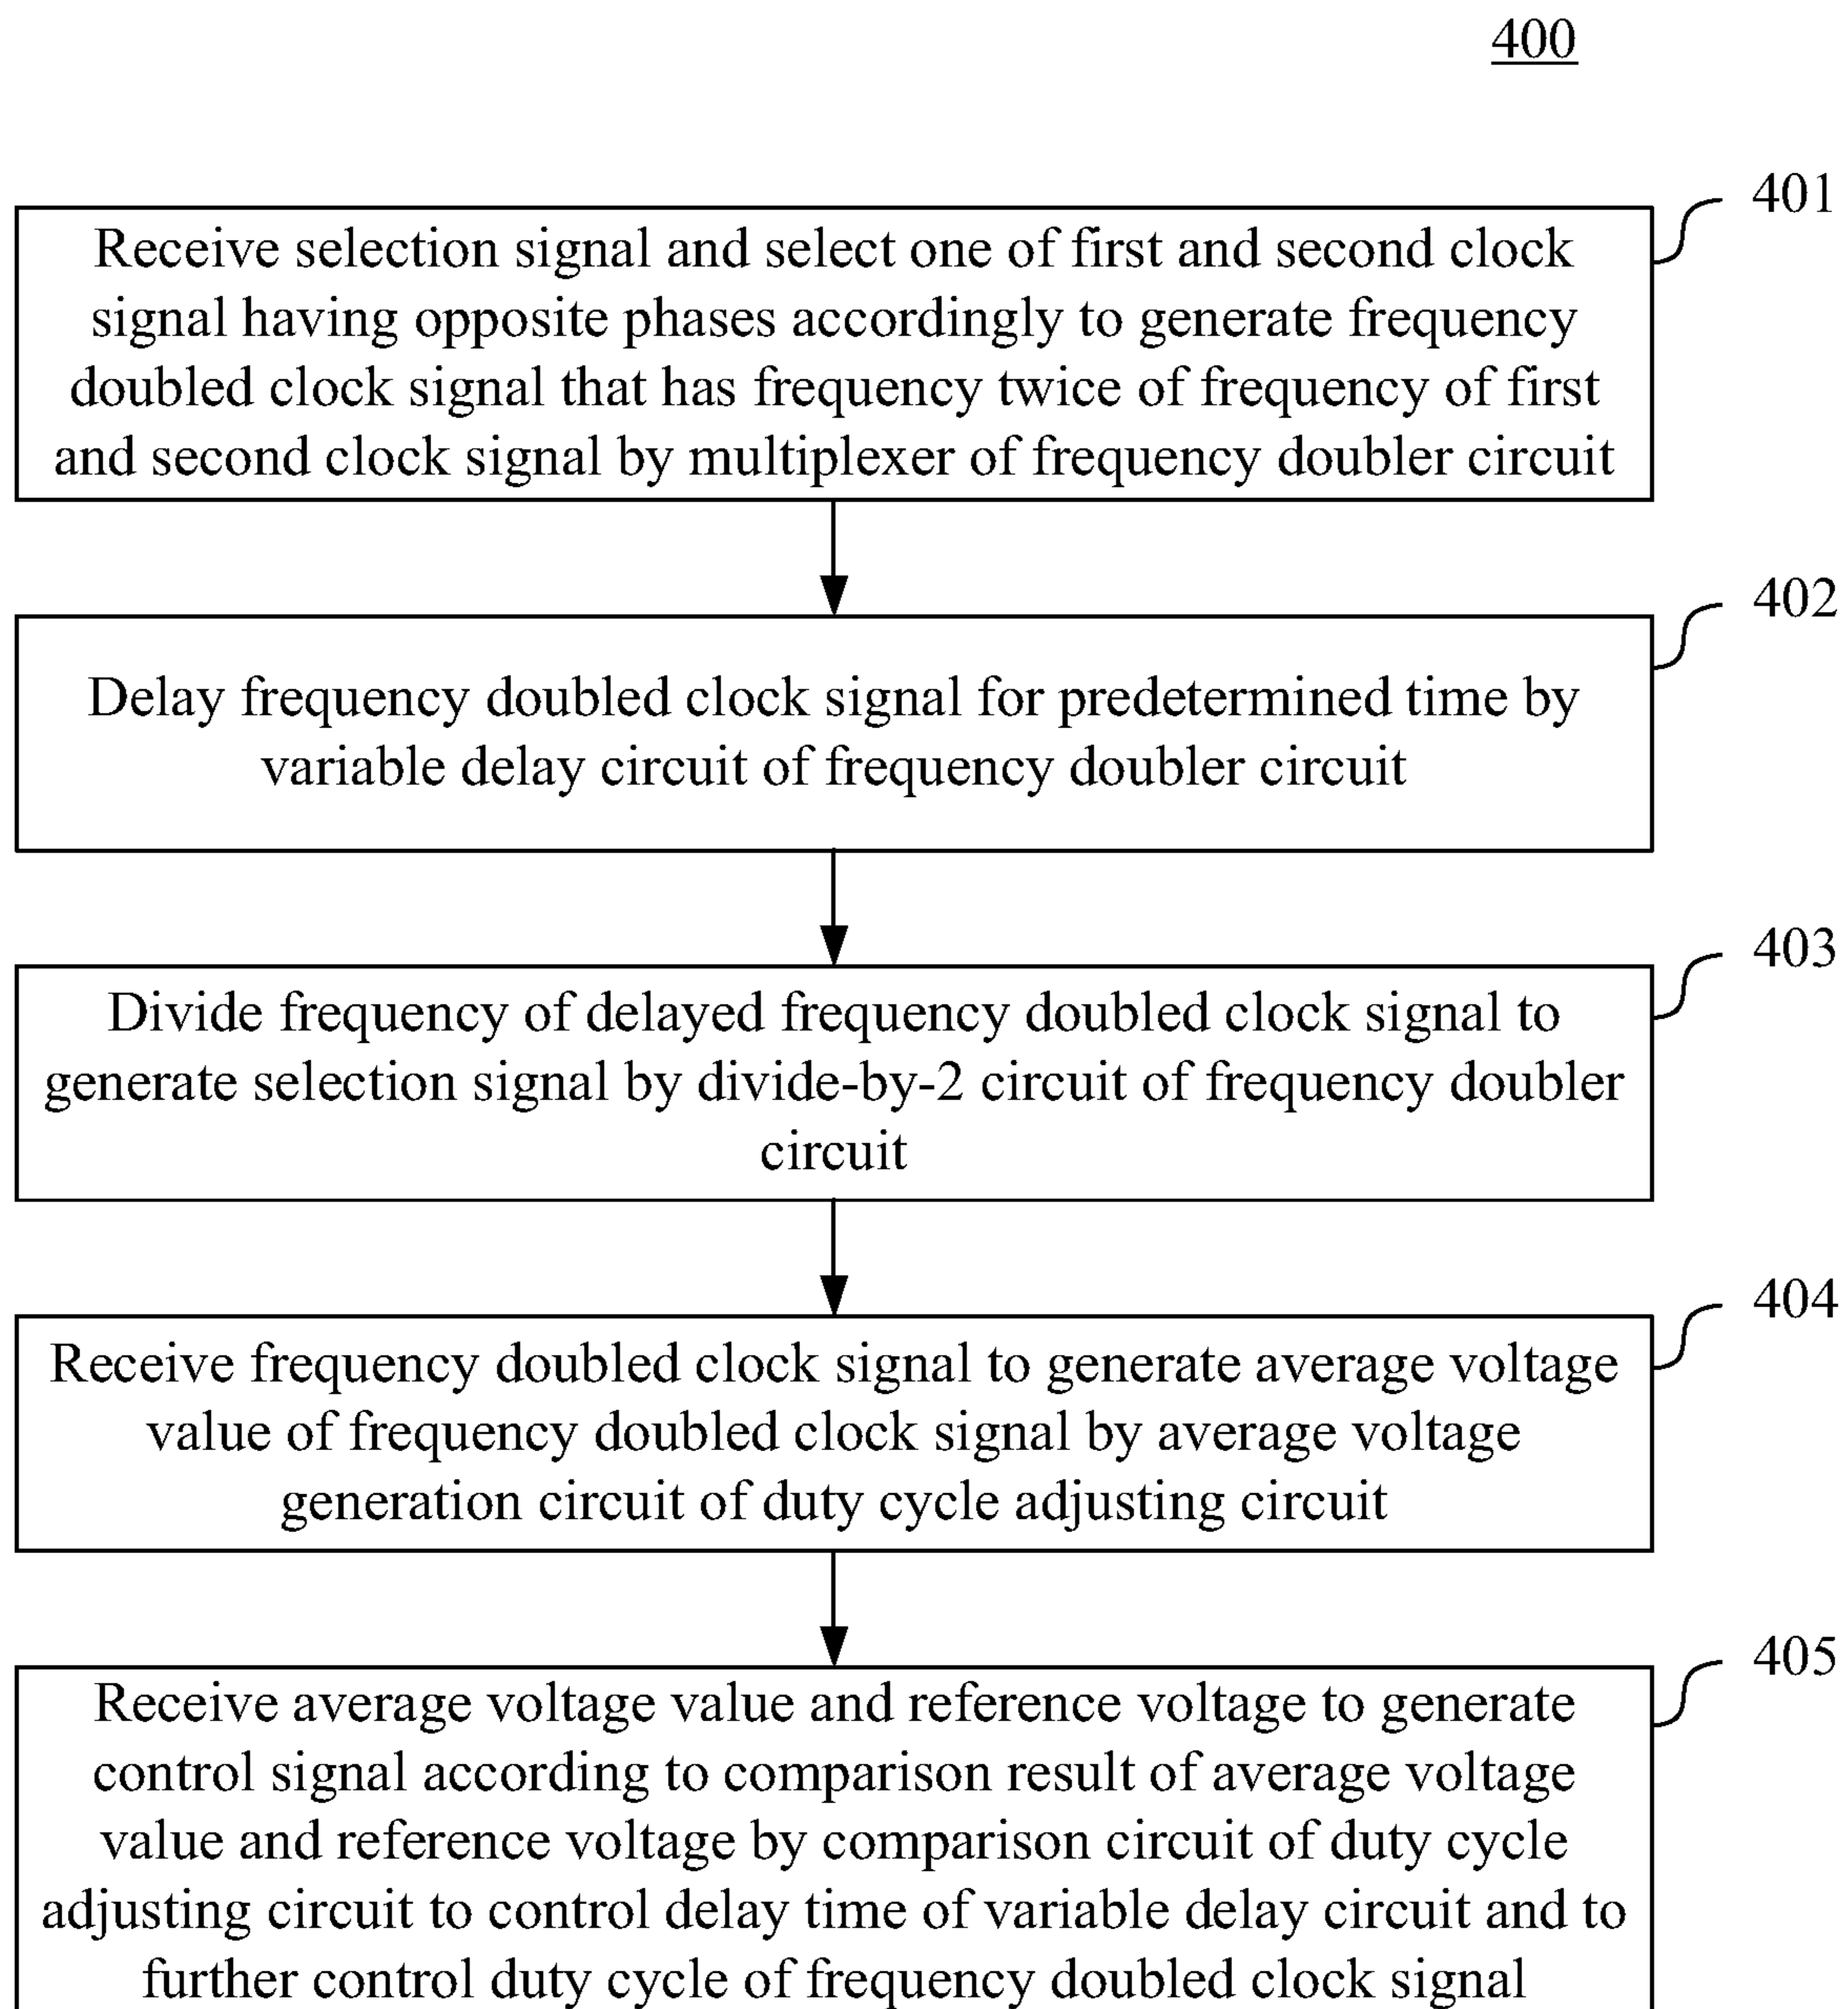 400
401
Receive selection signal and select one of first and second clock
signal having opposite phases accordingly to generate frequency
doubled clock signal that has frequency twice of frequency of first
and second clock signal by multiplexer of frequency doubler circuit
402
Delay frequency doubled clock signal for predetermined time by
variable delay circuit of frequency doubler circuit
403
Divide frequency of delayed frequency doubled clock signal to
generate selection signal by divide-by-2 circuit of frequency doubler
circuit
404
Receive frequency doubled clock signal to generate average voltage
value of frequency doubled clock signal by average voltage
generation circuit of duty cycle adjusting circuit
405
Receive average voltage value and reference voltage to generate
control signal according to comparison result of average voltage
value and reference voltage by comparison circuit of duty cycle
adjusting circuit to control delay time of variable delay circuit and to
further control duty cycle of frequency doubled clock signal